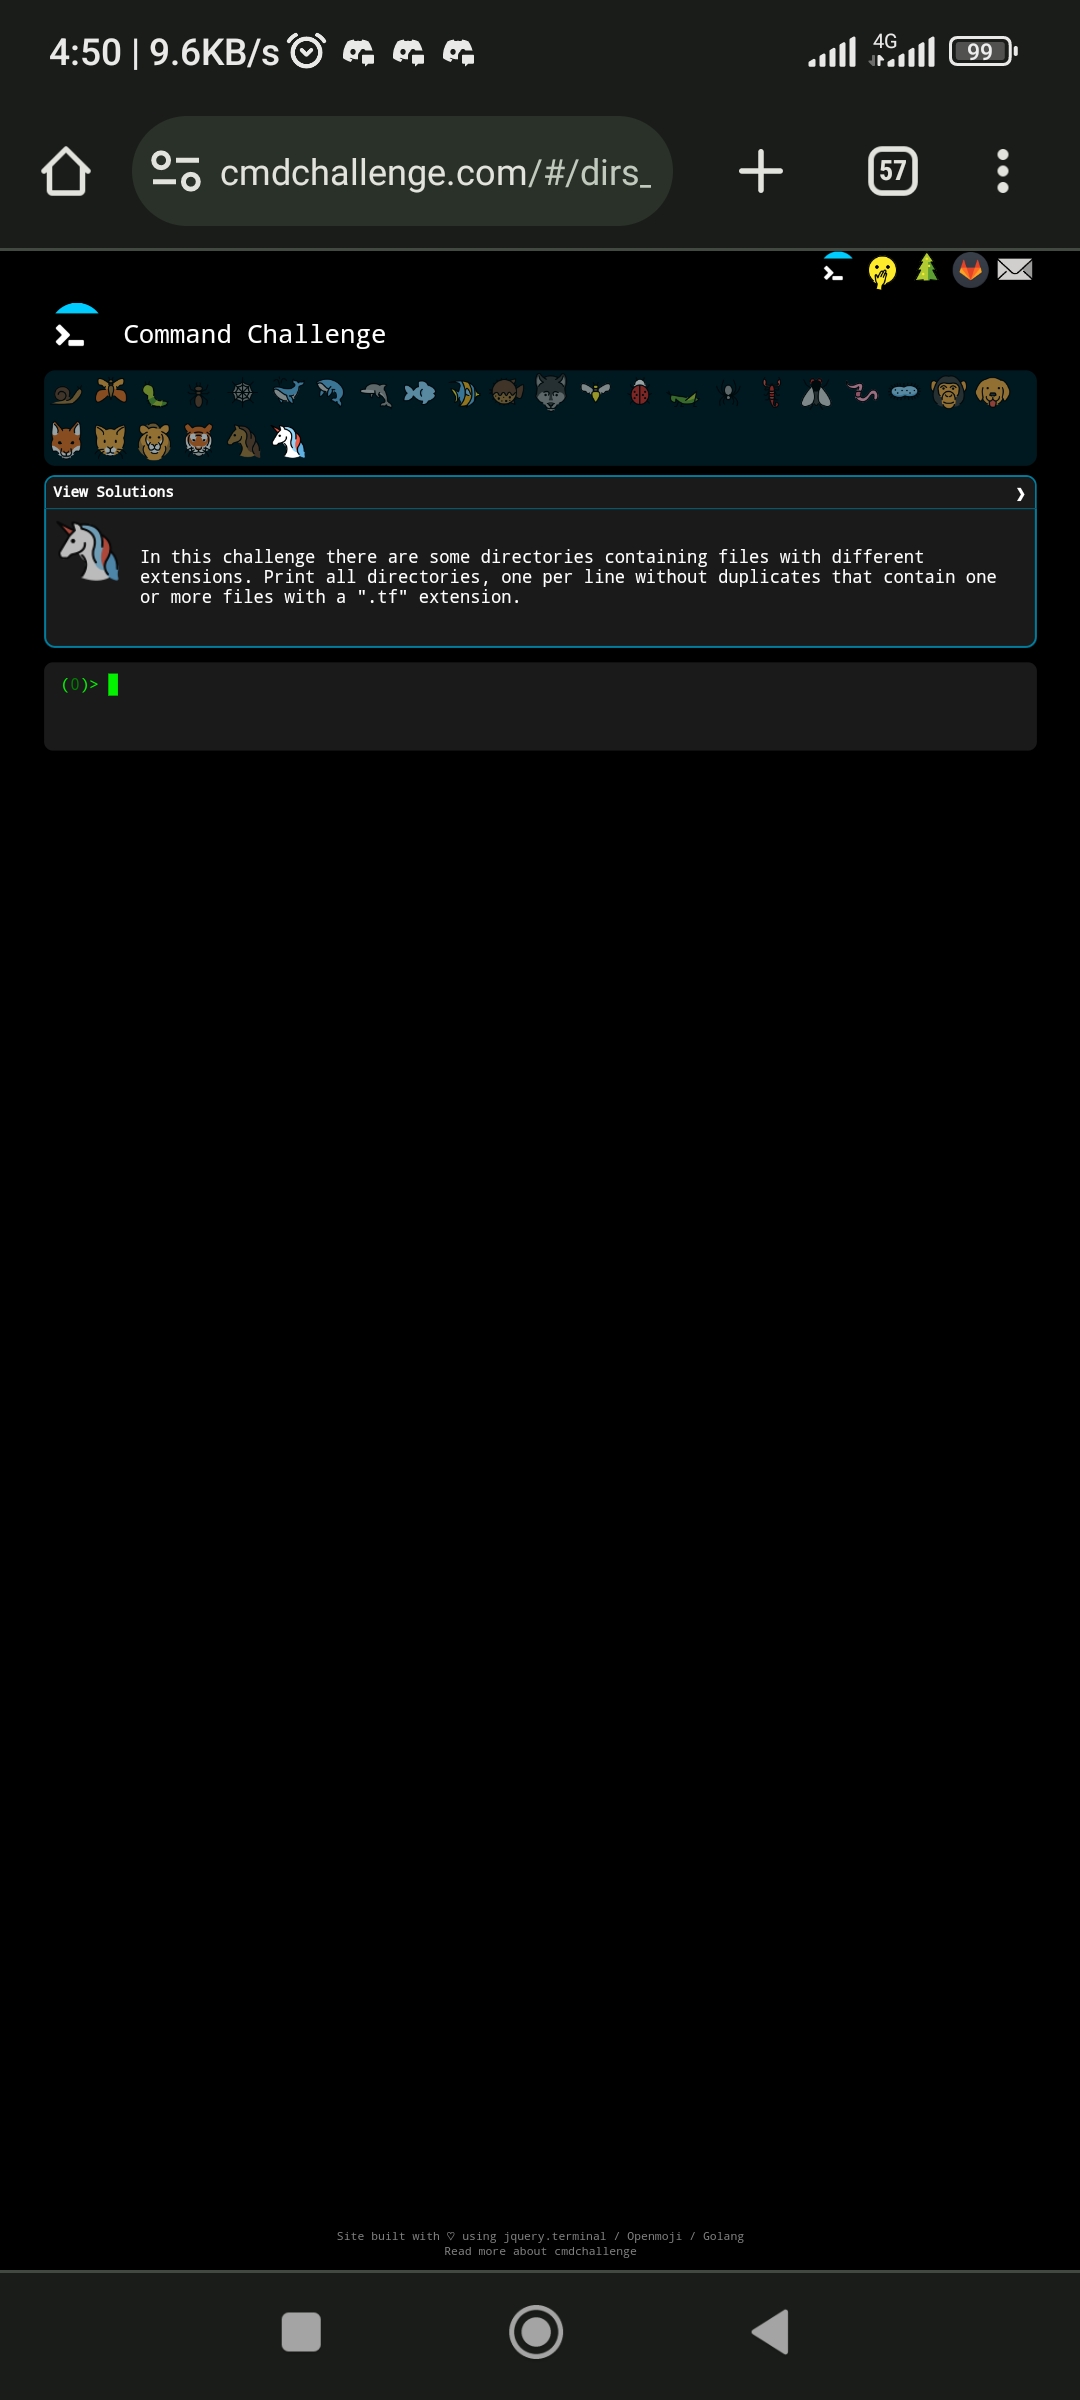 4:50 | 9.6KB/s 4G 99
cmdchallenge.com/#/dirs_ 57
Command Challenge
View Solutions
In this challenge there are some directories containing files with different
extensions. Print all directories, one per line without duplicates that contain one
or more files with a ".tf" extension.
(0)>
Site built with ♡ using jquery.terminal / Openmoji / Golang
Read more about cmdchallenge